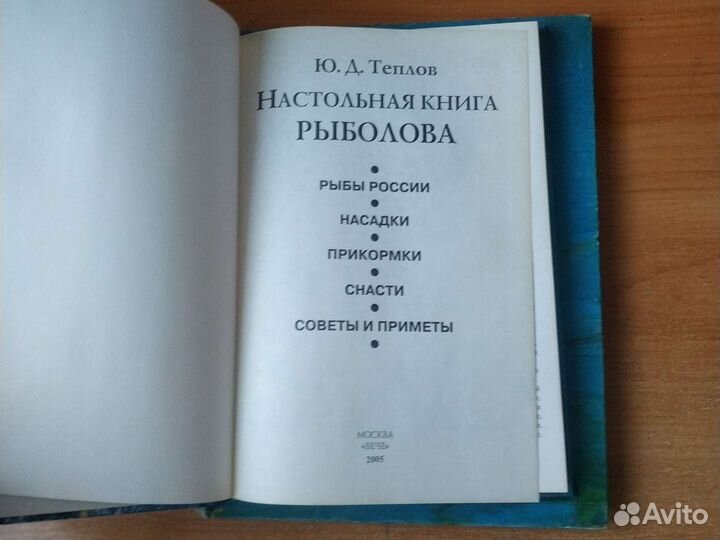 Ю. Д. Теплов
Настольная книга
рыболова
РЫБЫ РОССИИ
НАСАДКИ
ПРИКОРМКИ
СНАСТИ
СОВЕТЫ И ПРИМЕТЫ
МОСКВА
«ВЕЧЕ»
2005
Avito